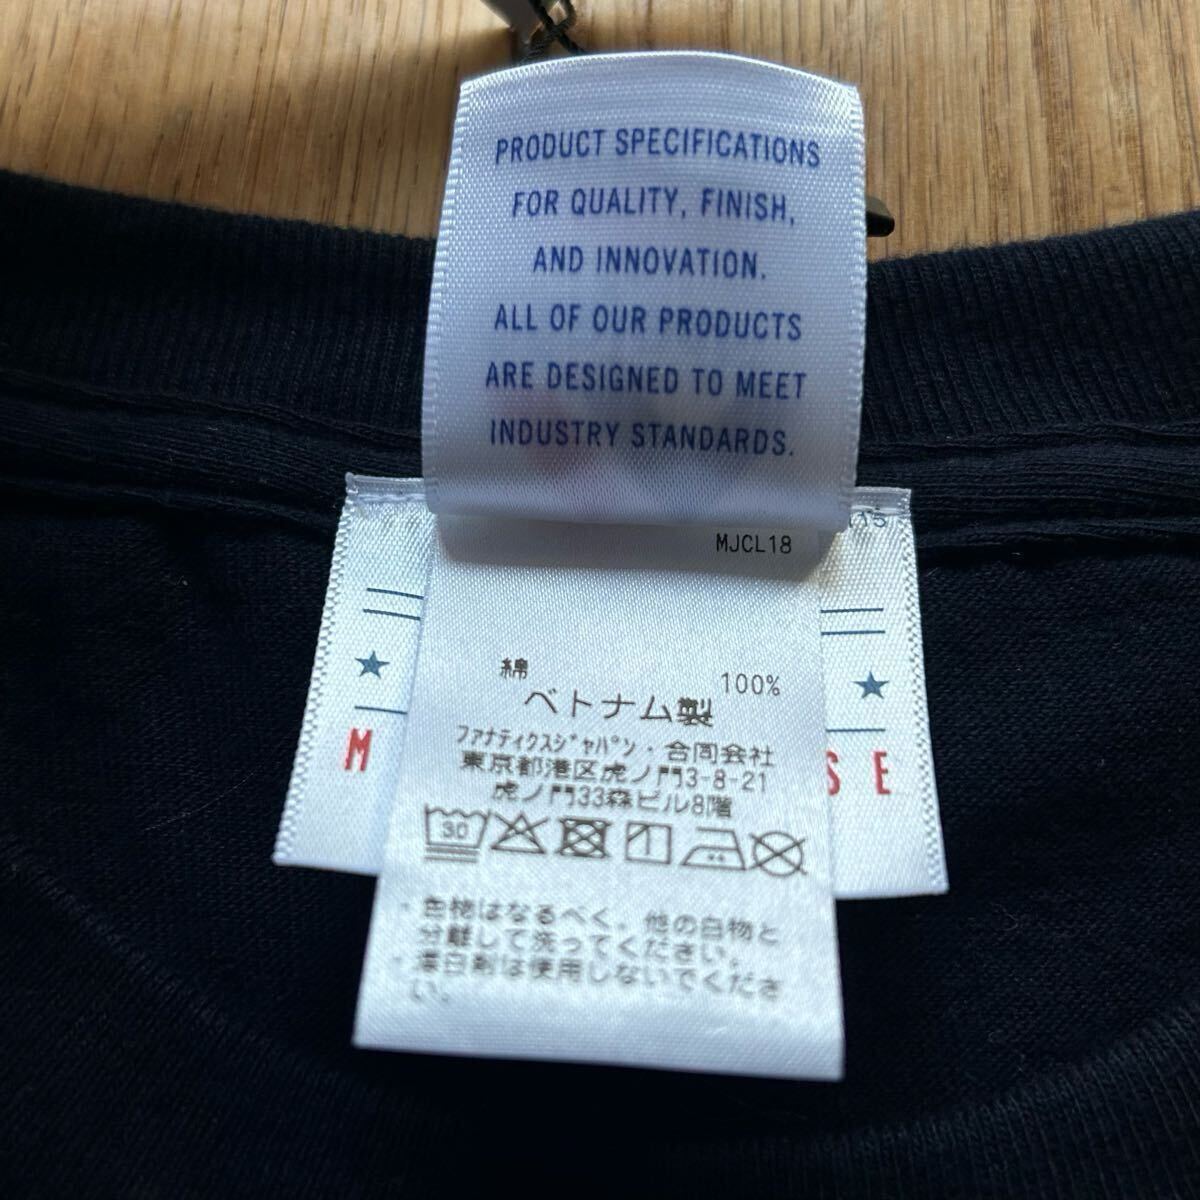 PRODUCT SPECIFICATIONS
FOR QUALITY, FINISH,
AND INNOVATION.
ALL OF OUR PRODUCTS
ARE DESIGNED TO MEET
INDUSTRY STANDARDS.
MJCL18
綿 100%
ベトナム製
ファナティクスジャパン・合同会社
東京都港区虎ノ門3-8-21
虎ノ門33森ビル8階
30
・色物はなるべく、他の白物と
分離して洗ってください。
・漂白剤は使用しないでくださ
い。
M
SE